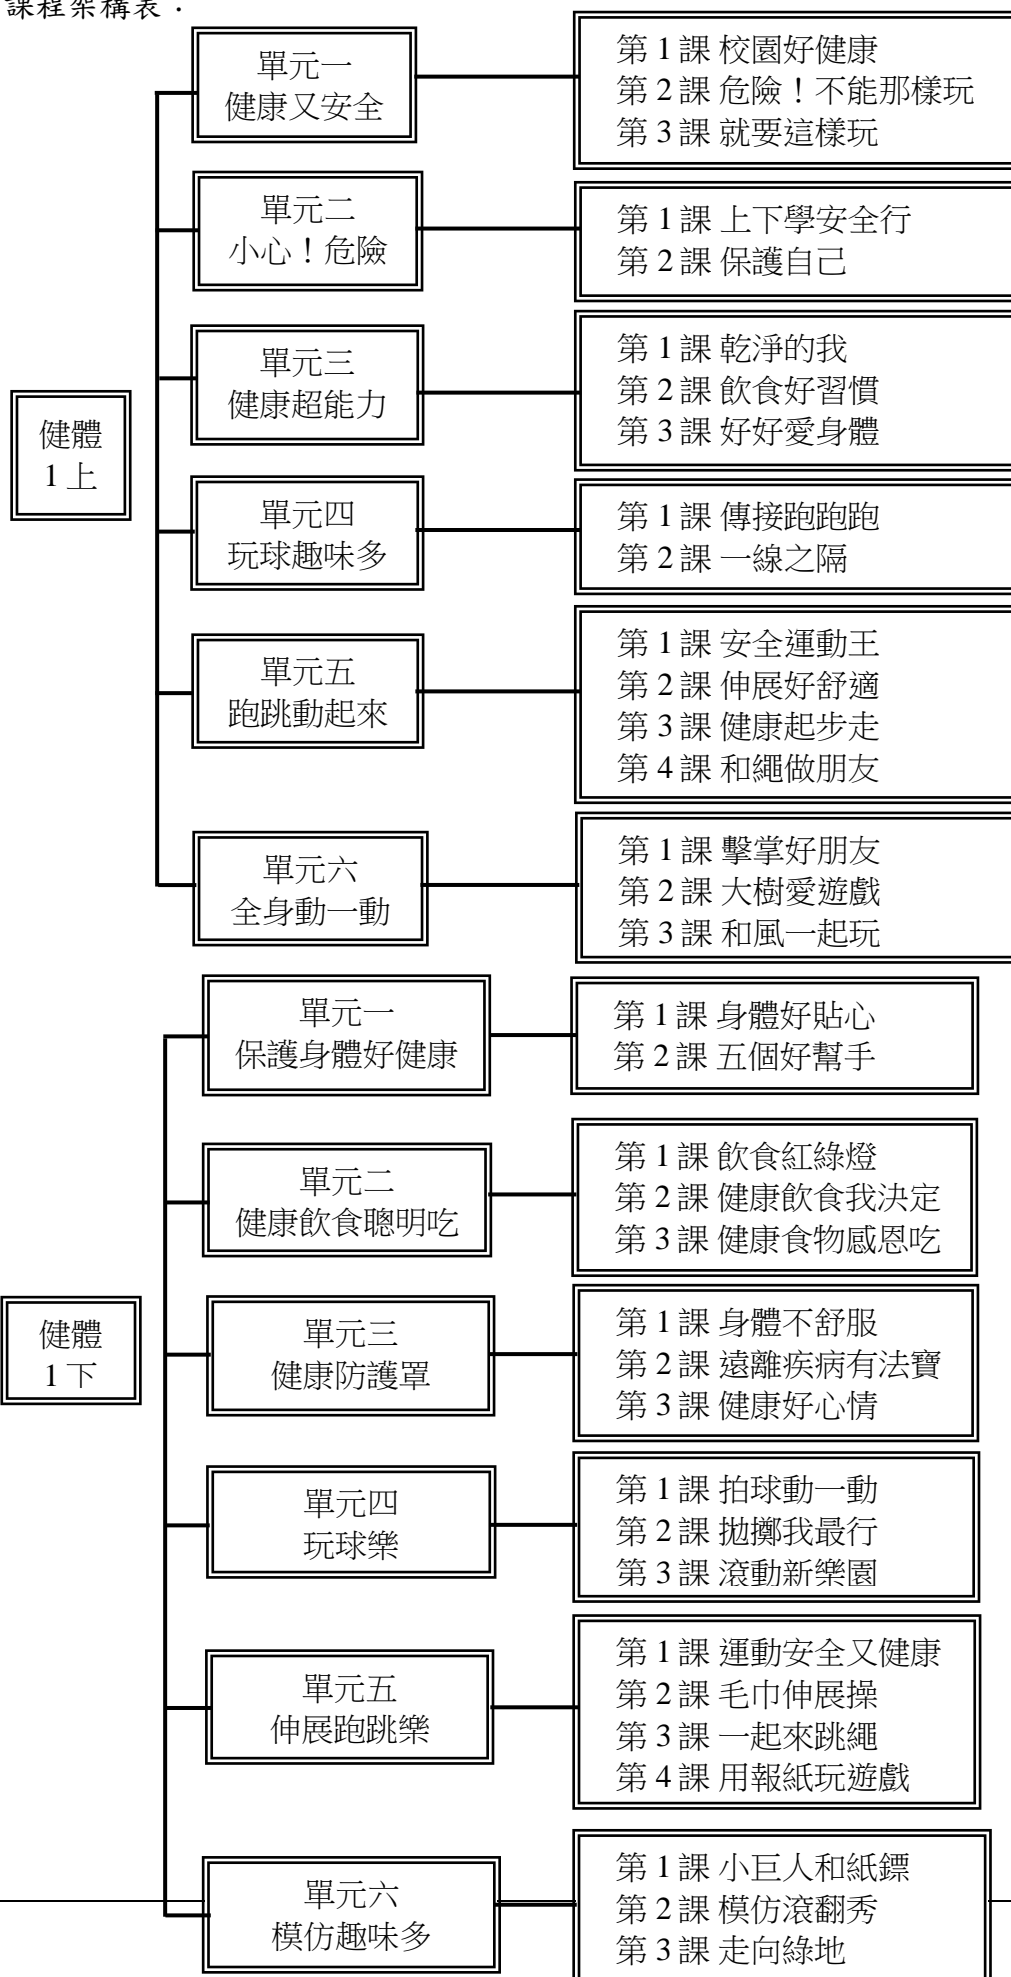 課程架構表：
健體
1上
單元一
健康又安全
第1課 校園好健康
第2課 危險！不能那樣玩
第3課 就要這樣玩
單元二
小心！危險
第1課 上下學安全行
第2課 保護自己
單元三
健康超能力
第1課 乾淨的我
第2課 飲食好習慣
第3課 好好愛身體
單元四
玩球趣味多
第1課 傳接跑跑跑
第2課 一線之隔
單元五
跑跳動起來
第1課 安全運動王
第2課 伸展好舒適
第3課 健康起步走
第4課 和繩做朋友
單元六
全身動一動
第1課 擊掌好朋友
第2課 大樹愛遊戲
第3課 和風一起玩
健體
1下
單元一
保護身體好健康
第1課 身體好貼心
第2課 五個好幫手
單元二
健康飲食聰明吃
第1課 飲食紅綠燈
第2課 健康飲食我決定
第3課 健康食物感恩吃
單元三
健康防護罩
第1課 身體不舒服
第2課 遠離疾病有法寶
第3課 健康好心情
單元四
玩球樂
第1課 拍球動一動
第2課 拋擲我最行
第3課 滾動新樂園
單元五
伸展跑跳樂
第1課 運動安全又健康
第2課 毛巾伸展操
第3課 一起來跳繩
第4課 用報紙玩遊戲
單元六
模仿趣味多
第1課 小巨人和紙鏢
第2課 模仿滾翻秀
第3課 走向綠地